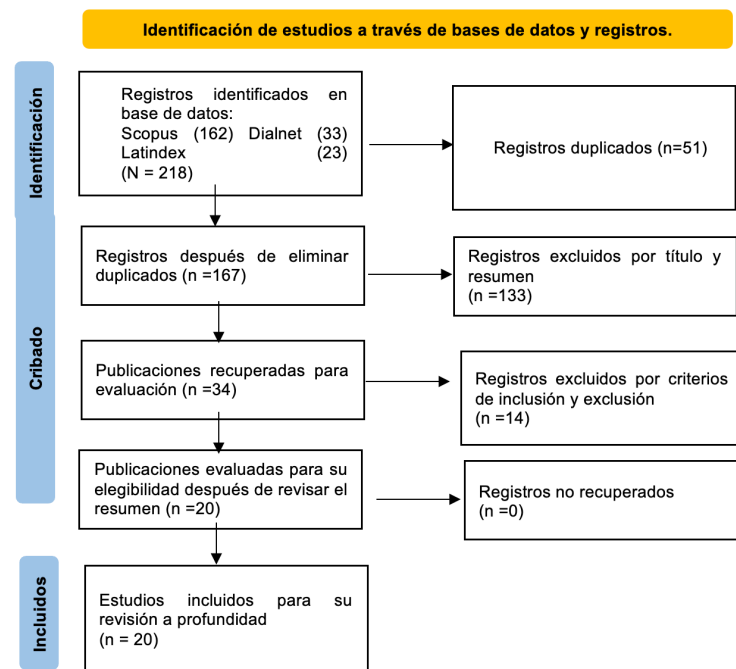 Identificación de estudios a través de bases de datos y registros.
Identificación
Registros identificados en
base de datos:
Scopus (162) Dialnet (33)
Latindex (23)
(N = 218)
Registros duplicados (n=51)
Cribado
Registros después de eliminar
duplicados (n =167)
Registros excluidos por título y
resumen
(n =133)
Publicaciones recuperadas para
evaluación (n =34)
Registros excluidos por criterios
de inclusión y exclusión
(n =14)
Publicaciones evaluadas para su
elegibilidad después de revisar el
resumen (n =20)
Registros no recuperados
(n =0)
Incluidos
Estudios incluidos para su
revisión a profundidad
(n = 20)